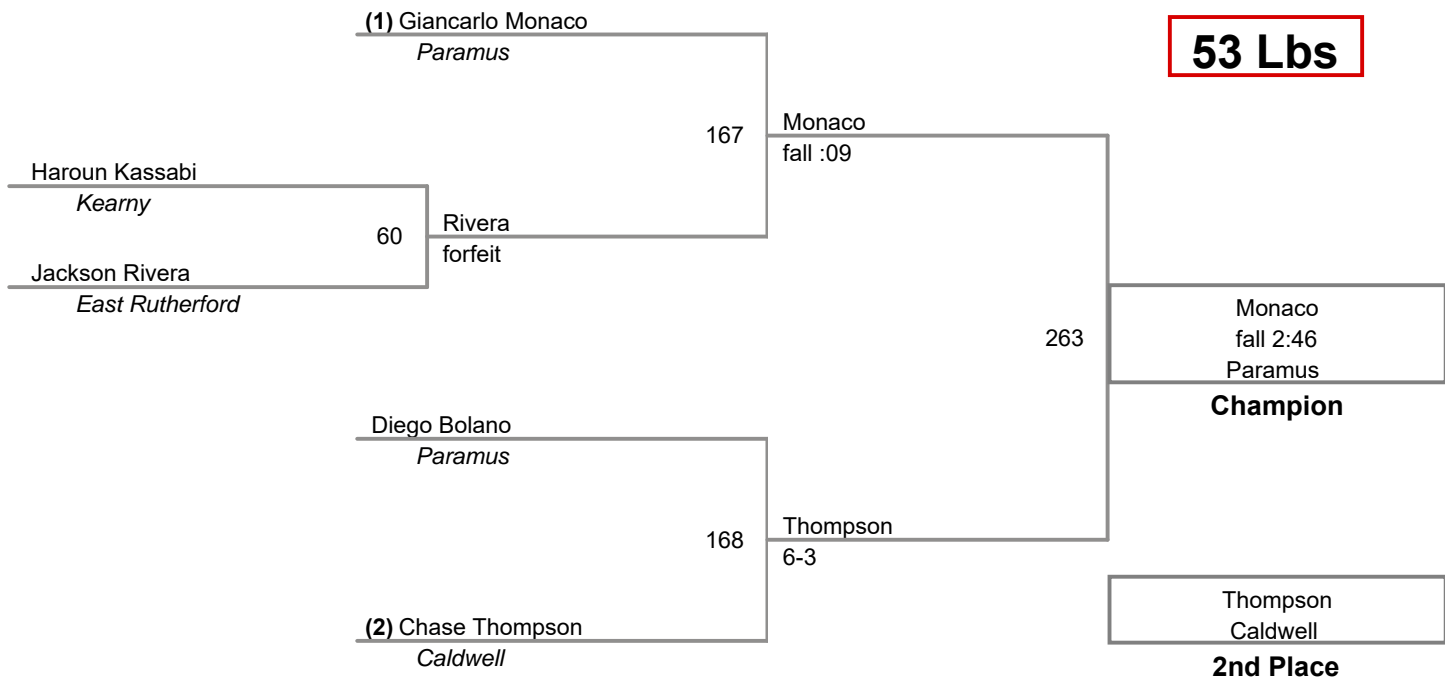 (1) Giancarlo Monaco
Paramus
53 Lbs
167
Monaco
fall :09
Haroun Kassabi
Kearny
60
Rivera
forfeit
Jackson Rivera
East Rutherford
263
Monaco
fall 2:46
Paramus
Champion
Diego Bolano
Paramus
168
Thompson
6-3
(2) Chase Thompson
Caldwell
Thompson
Caldwell
2nd Place